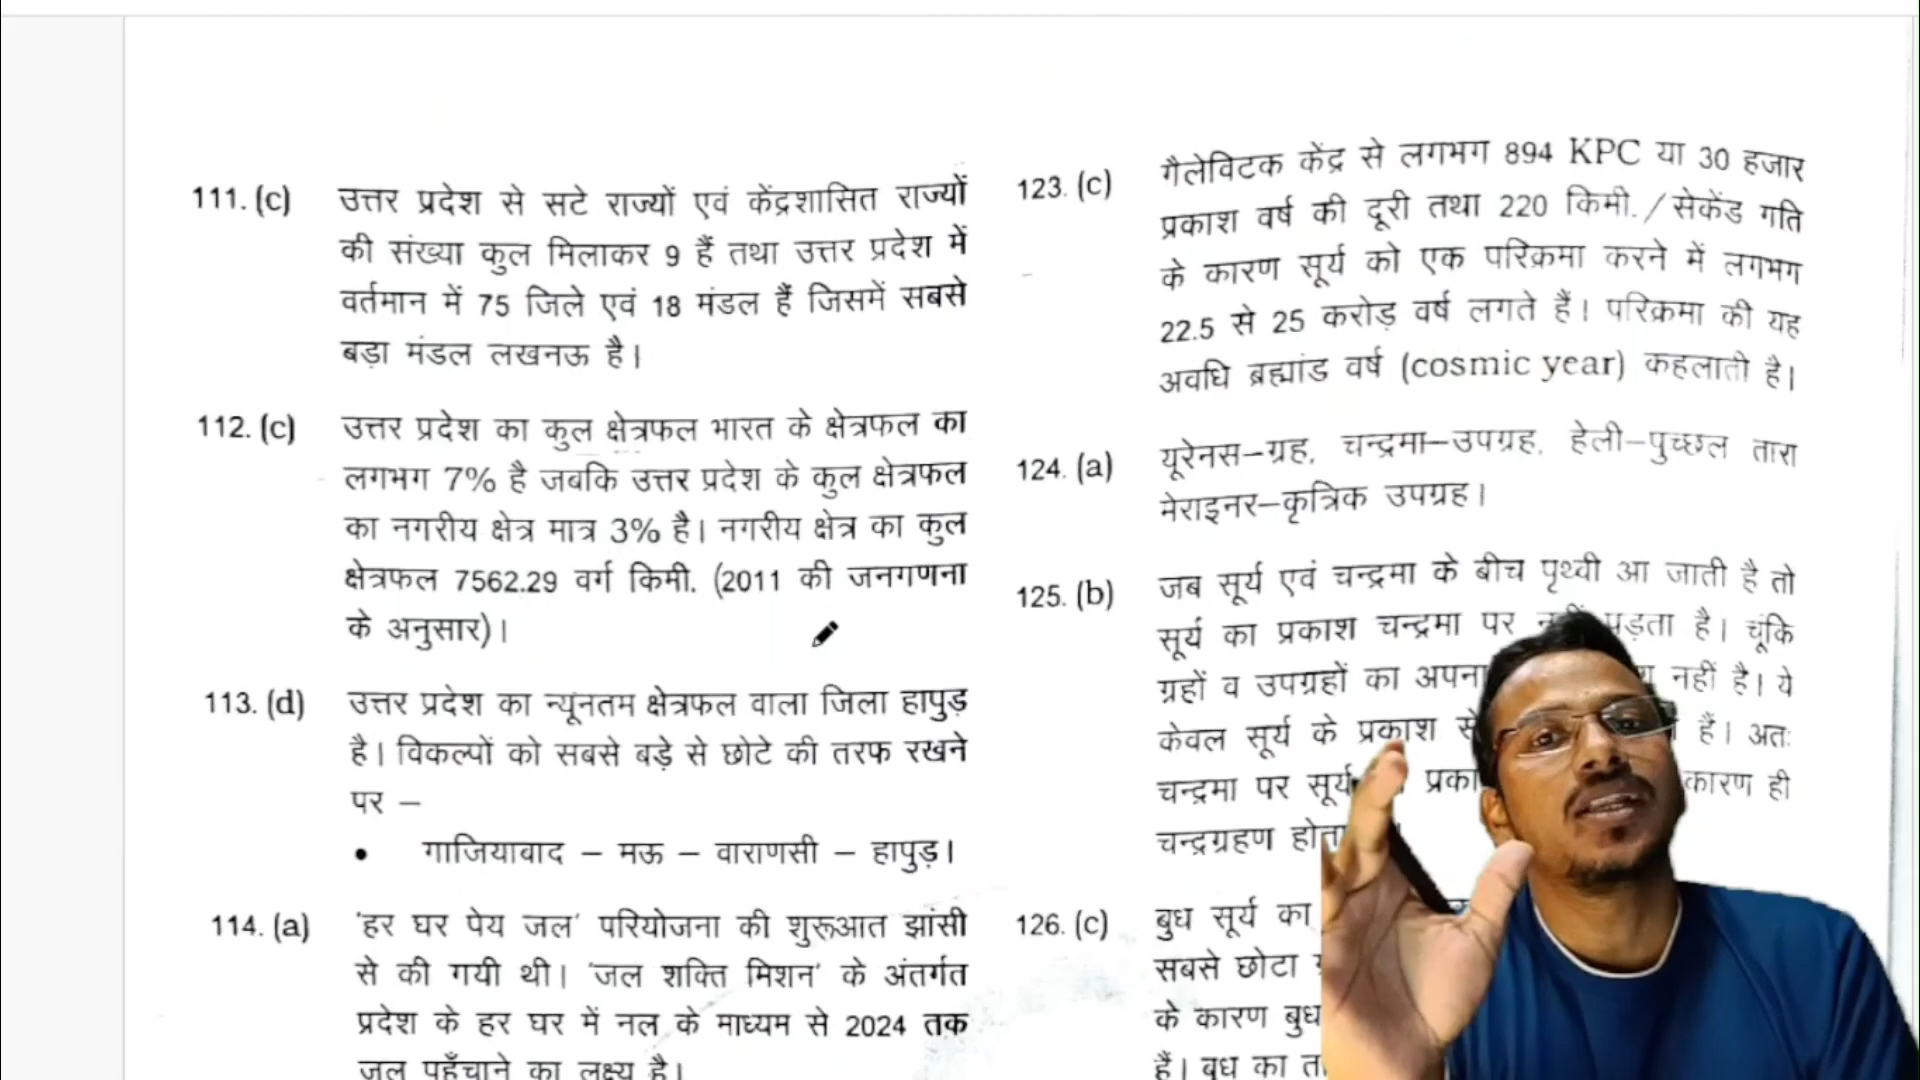 111. (c) उत्तर प्रदेश से सटे राज्यों एवं केंद्रशासित राज्यों
की संख्या कुल मिलाकर 9 हैं तथा उत्तर प्रदेश में
वर्तमान में 75 जिले एवं 18 मंडल हैं जिसमें सबसे
बड़ा मंडल लखनऊ है।
112. (c) उत्तर प्रदेश का कुल क्षेत्रफल भारत के क्षेत्रफल का
लगभग 7% है जबकि उत्तर प्रदेश के कुल क्षेत्रफल
का नगरीय क्षेत्र मात्र 3% है। नगरीय क्षेत्र का कुल
क्षेत्रफल 7562.29 वर्ग किमी. (2011 की जनगणना
के अनुसार)।
113. (d) उत्तर प्रदेश का न्यूनतम क्षेत्रफल वाला जिला हापुड़
है। विकल्पों को सबसे बड़े से छोटे की तरफ रखने
पर –
• गाजियाबाद – मऊ – वाराणसी – हापुड़।
114. (a) 'हर घर पेय जल' परियोजना की शुरूआत झांसी
से की गयी थी। 'जल शक्ति मिशन' के अंतर्गत
प्रदेश के हर घर में नल के माध्यम से 2024 तक
जल पहुँचाने का लक्ष्य है।
123. (c) गैलेक्टिक केंद्र से लगभग 894 KPC या 30 हजार
प्रकाश वर्ष की दूरी तथा 220 किमी./सेकेंड गति
के कारण सूर्य को एक परिक्रमा करने में लगभग
22.5 से 25 करोड़ वर्ष लगते हैं। परिक्रमा की यह
अवधि ब्रह्मांड वर्ष (cosmic year) कहलाती है।
124. (a) यूरेनस–ग्रह, चन्द्रमा–उपग्रह, हेली–पुच्छल तारा
मेराइनर–कृत्रिक उपग्रह।
125. (b) जब सूर्य एवं चन्द्रमा के बीच पृथ्वी आ जाती है तो
सूर्य का प्रकाश चन्द्रमा पर नहीं पड़ता है। चूंकि
ग्रहों व उपग्रहों का अपना नहीं है। ये
केवल सूर्य के प्रकाश से हैं। अतः
चन्द्रमा पर सूर्य कारण ही
चन्द्रग्रहण
126. (c) बुध सूर्य का
सबसे छोटा
के कारण बुध
हैं। बुध का